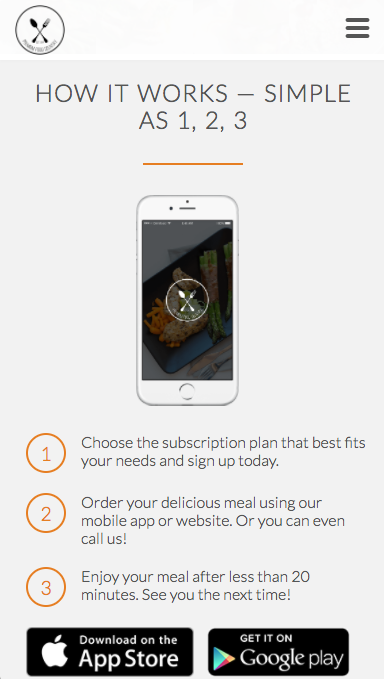 HOW IT WORKS — SIMPLE
AS 1, 2, 3
1
Choose the subscription plan that best fits
your needs and sign up today.
2
Order your delicious meal using our
mobile app or website. Or you can even
call us!
3
Enjoy your meal after less than 20
minutes. See you the next time!
Download on the
App Store
GET IT ON
Google play